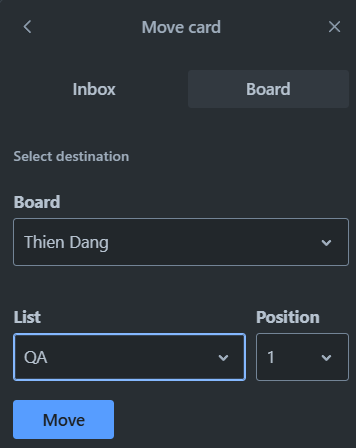 Move card
Inbox Board
Select destination
Board
Thien Dang
List Position
QA 1
Move